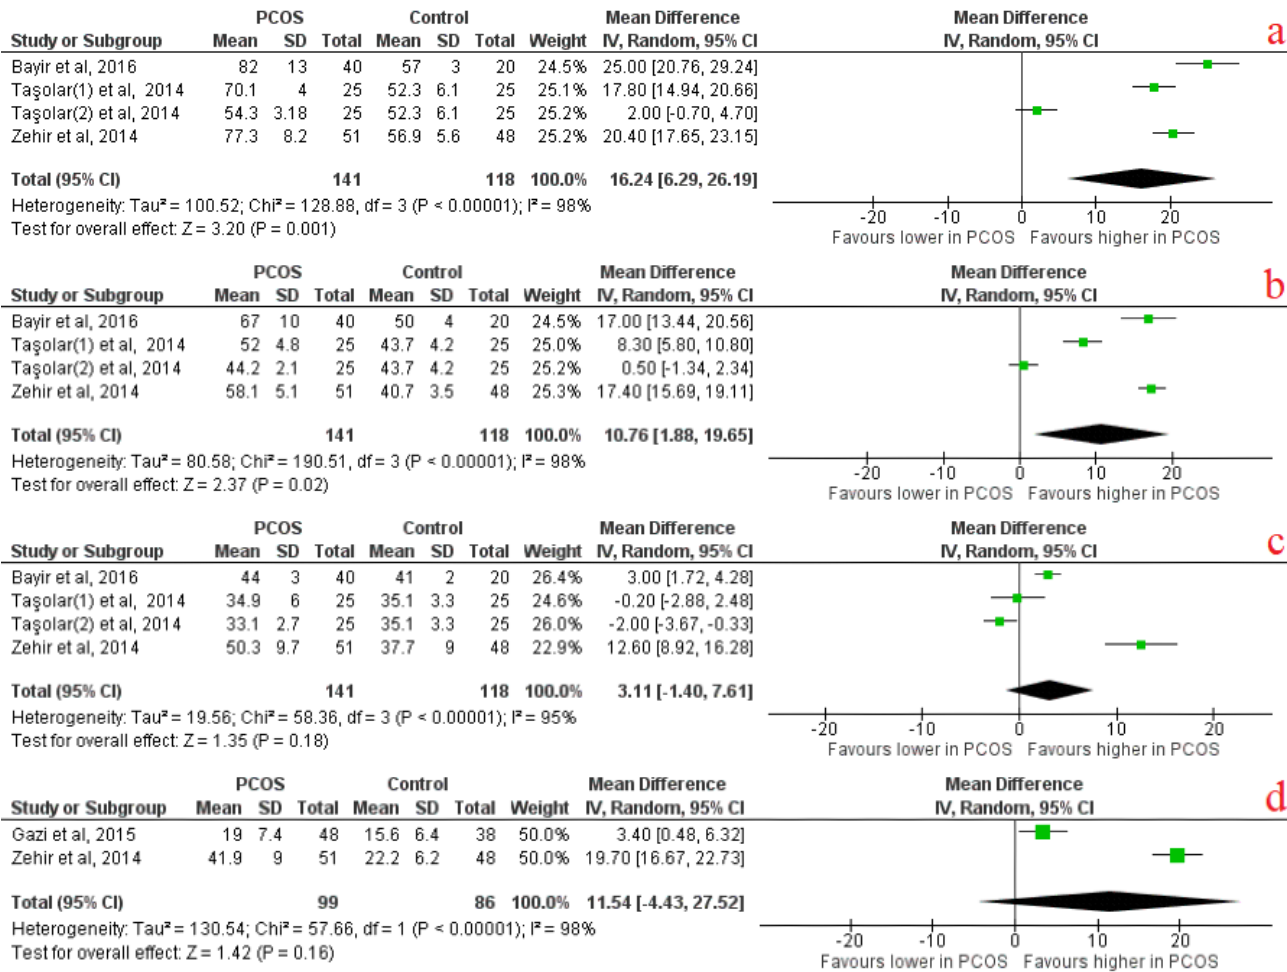 PCOS Control Mean Difference Mean Difference a
Study or Subgroup Mean SD Total Mean SD Total Weight IV, Random, 95% CI IV, Random, 95% CI
Bayir et al, 2016 82 13 40 57 3 20 24.5% 25.00 [20.76, 29.24]
Taşolar(1) et al, 2014 70.1 4 25 52.3 6.1 25 25.1% 17.80 [14.94, 20.66]
Taşolar(2) et al, 2014 54.3 3.18 25 52.3 6.1 25 25.2% 2.00 [-0.70, 4.70]
Zehir et al, 2014 77.3 8.2 51 56.9 5.6 48 25.2% 20.40 [17.65, 23.15]
Total (95% CI) 141 118 100.0% 16.24 [6.29, 26.19]
Heterogeneity: Tau² = 100.52; Chi² = 128.88, df = 3 (P < 0.00001); I² = 98%
Test for overall effect: Z = 3.20 (P = 0.001)
-20 -10 0 10 20
Favours lower in PCOS Favours higher in PCOS
PCOS Control Mean Difference Mean Difference b
Study or Subgroup Mean SD Total Mean SD Total Weight IV, Random, 95% CI IV, Random, 95% CI
Bayir et al, 2016 67 10 40 50 4 20 24.5% 17.00 [13.44, 20.56]
Taşolar(1) et al, 2014 52 4.8 25 43.7 4.2 25 25.0% 8.30 [5.80, 10.80]
Taşolar(2) et al, 2014 44.2 2.1 25 43.7 4.2 25 25.2% 0.50 [-1.34, 2.34]
Zehir et al, 2014 58.1 5.1 51 40.7 3.5 48 25.3% 17.40 [15.69, 19.11]
Total (95% CI) 141 118 100.0% 10.76 [1.88, 19.65]
Heterogeneity: Tau² = 80.58; Chi² = 190.51, df = 3 (P < 0.00001); I² = 98%
Test for overall effect: Z = 2.37 (P = 0.02)
-20 -10 0 10 20
Favours lower in PCOS Favours higher in PCOS
PCOS Control Mean Difference Mean Difference c
Study or Subgroup Mean SD Total Mean SD Total Weight IV, Random, 95% CI IV, Random, 95% CI
Bayir et al, 2016 44 3 40 41 2 20 26.4% 3.00 [1.72, 4.28]
Taşolar(1) et al, 2014 34.9 6 25 35.1 3.3 25 24.6% -0.20 [-2.88, 2.48]
Taşolar(2) et al, 2014 33.1 2.7 25 35.1 3.3 25 26.0% -2.00 [-3.67, -0.33]
Zehir et al, 2014 50.3 9.7 51 37.7 9 48 22.9% 12.60 [8.92, 16.28]
Total (95% CI) 141 118 100.0% 3.11 [-1.40, 7.61]
Heterogeneity: Tau² = 19.56; Chi² = 58.36, df = 3 (P < 0.00001); I² = 95%
Test for overall effect: Z = 1.35 (P = 0.18)
-20 -10 0 10 20
Favours lower in PCOS Favours higher in PCOS
PCOS Control Mean Difference Mean Difference d
Study or Subgroup Mean SD Total Mean SD Total Weight IV, Random, 95% CI IV, Random, 95% CI
Gazi et al, 2015 19 7.4 48 15.6 6.4 38 50.0% 3.40 [0.48, 6.32]
Zehir et al, 2014 41.9 9 51 22.2 6.2 48 50.0% 19.70 [16.67, 22.73]
Total (95% CI) 99 86 100.0% 11.54 [-4.43, 27.52]
Heterogeneity: Tau² = 130.54; Chi² = 57.66, df = 1 (P < 0.00001); I² = 98%
Test for overall effect: Z = 1.42 (P = 0.16)
-20 -10 0 10 20
Favours lower in PCOS Favours higher in PCOS